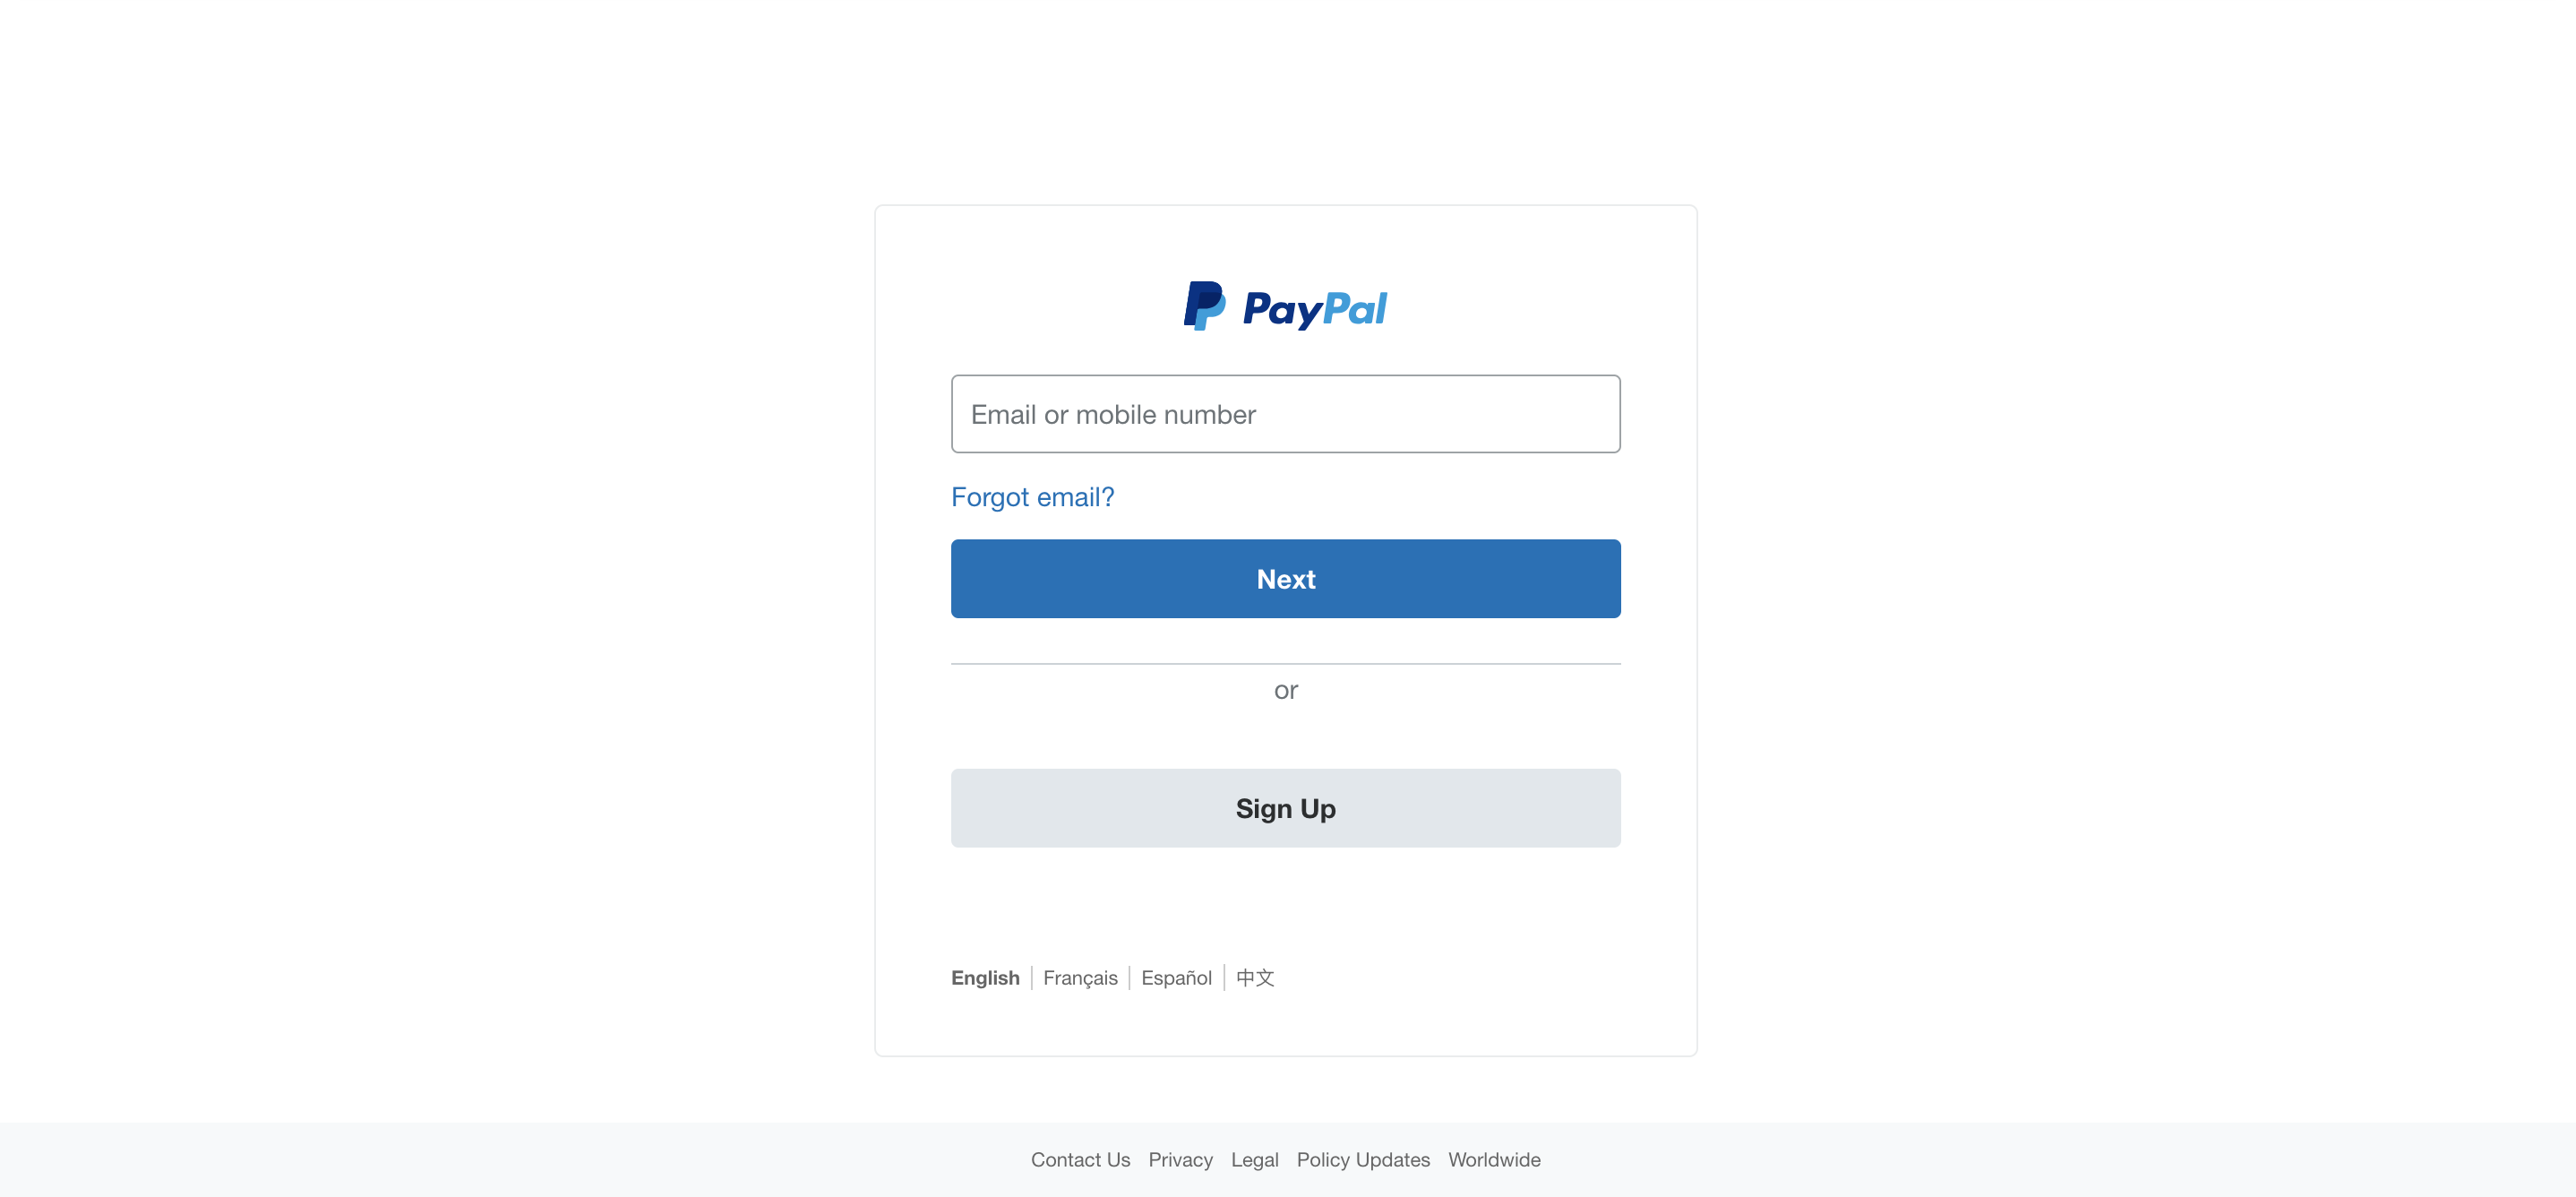 PayPal
Email or mobile number
Forgot email?
Next
or
Sign Up
English Français Español 中文
Contact Us Privacy Legal Policy Updates Worldwide